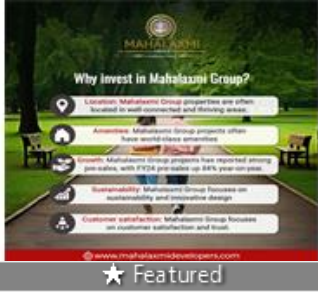 MAHALAXMI
Why invest in Mahalaxmi Group?
Location: Mahalaxmi Group properties are often
located in well-connected and thriving areas.
Amenities: Mahalaxmi Group projects often
have world-class amenities
Growth: Mahalaxmi Group projects has reported strong
pre-sales, with FY24 pre-sales up 84% year-on-year.
Sustainability: Mahalaxmi Group focuses on
sustainability and innovative design
Customer satisfaction: Mahalaxmi Group focuses
on customer satisfaction and trust.
www.mahalaxmidevelopers.com
Featured